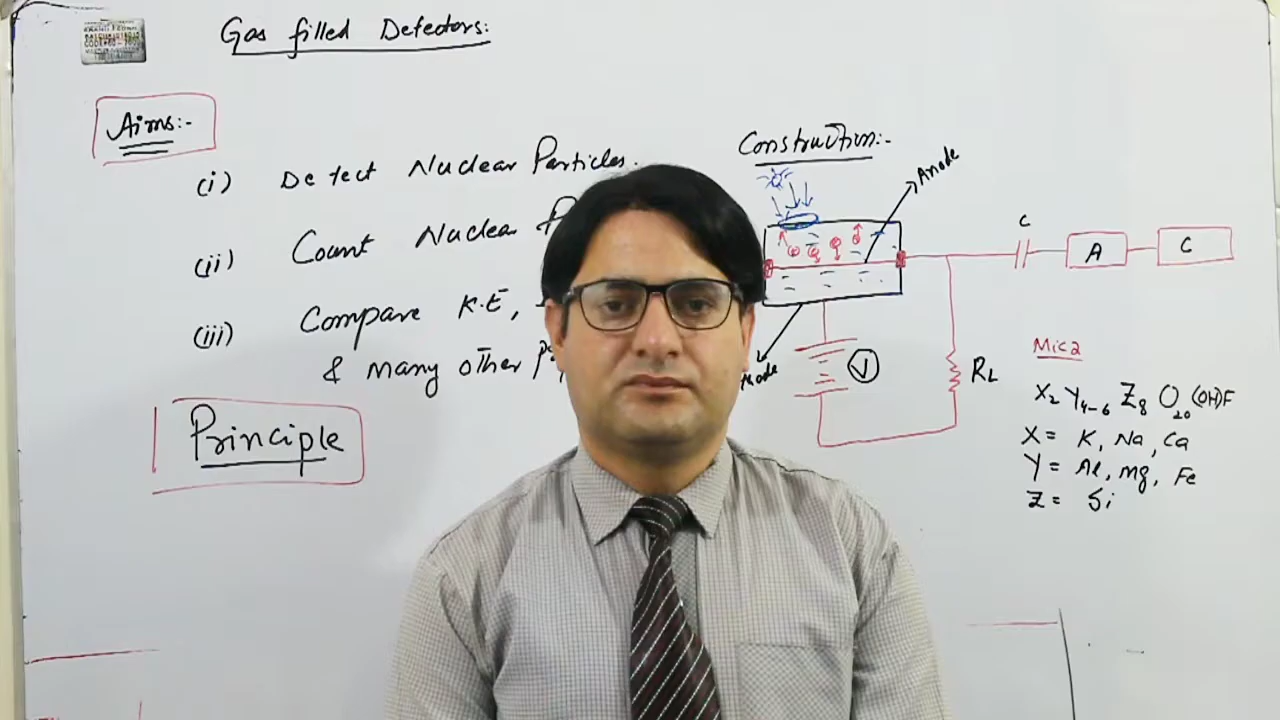 Gas filled Detectors:
Aims:-
(i) Detect Nuclear Particles.
(ii) Count Nuclear P
(iii) Compare K.E,
& many other
Principle
Construction:-
Anode
C
A
C
V
RL
Mica
X2 Y4-6 Z8 O20 (OH)F
X= K, Na, Ca
Y= Al, Mg, Fe
Z= Si